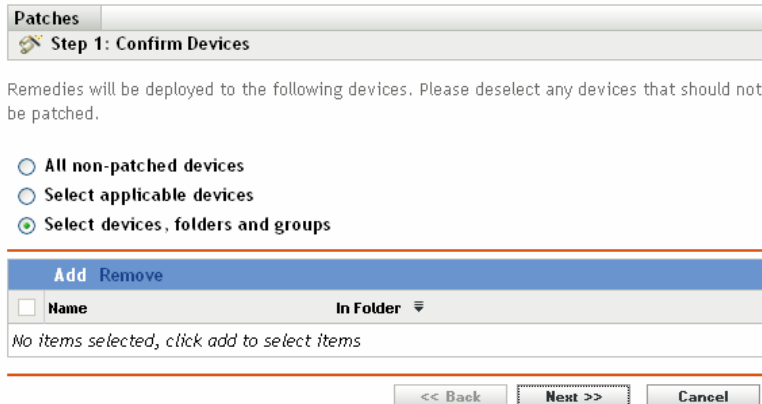 Patches
Step 1: Confirm Devices
Remedies will be deployed to the following devices. Please deselect any devices that should not
be patched.
All non-patched devices
Select applicable devices
Select devices, folders and groups
Add Remove
Name In Folder
No items selected, click add to select items
<< Back Next >> Cancel